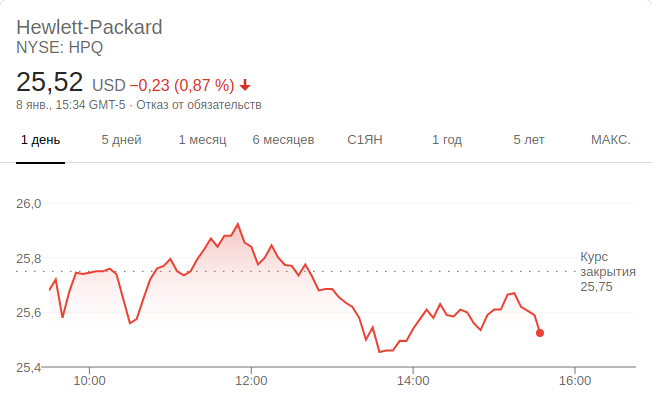 Hewlett-Packard
NYSE: HPQ
25,52 USD −0,23 (0,87 %) ↓
8 янв., 15:34 GMT-5 · Отказ от обязательств
1 день 5 дней 1 месяц 6 месяцев С1ЯН 1 год 5 лет МАКС.
26,0
25,8
Курс
закрытия
25,75
25,6
25,4
10:00 12:00 14:00 16:00